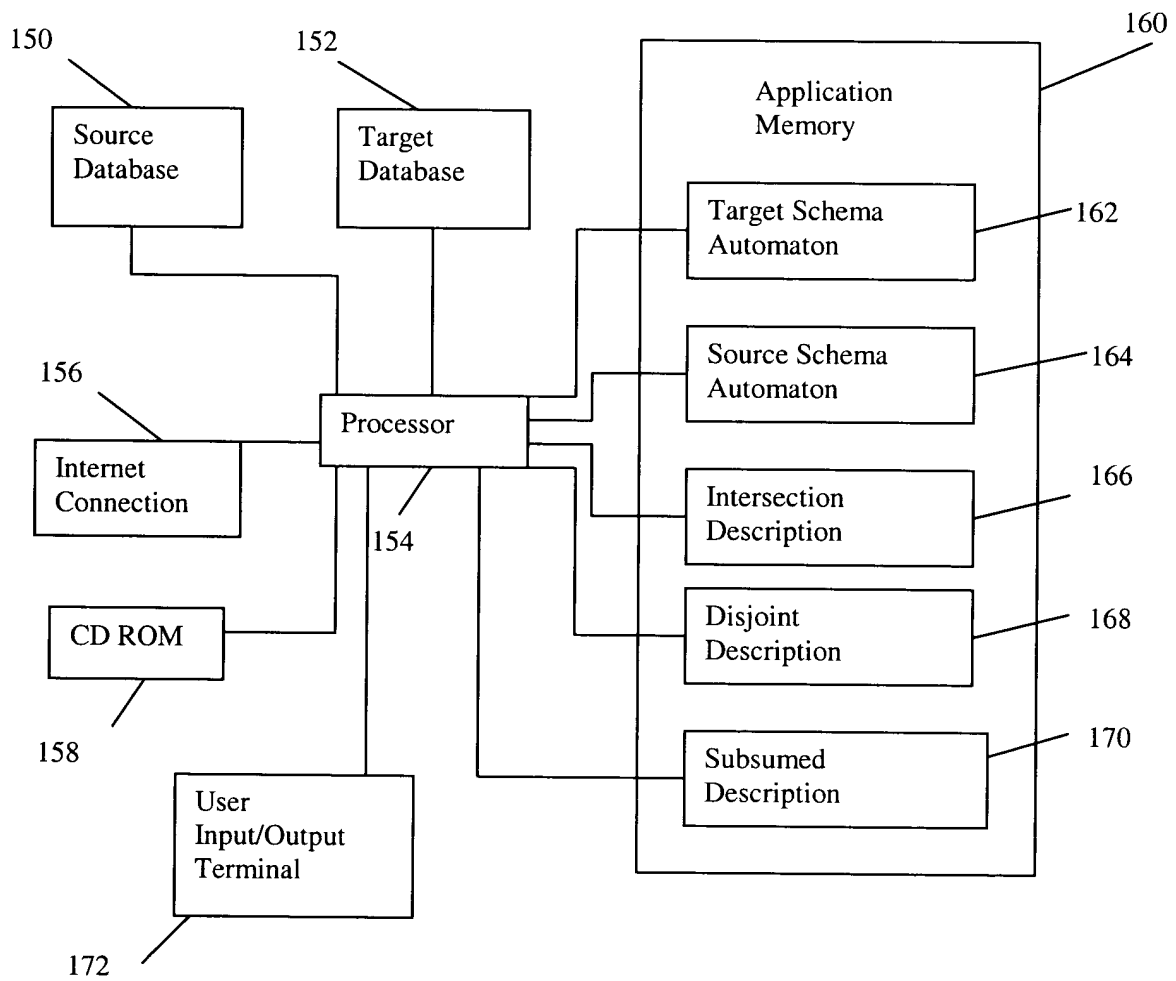 150
152
160
Source
Database
Target
Database
Application
Memory
Target Schema
Automaton
162
Source Schema
Automaton
164
156
Processor
Internet
Connection
154
Intersection
Description
166
CD ROM
158
Disjoint
Description
168
Subsumed
Description
170
User
Input/Output
Terminal
172